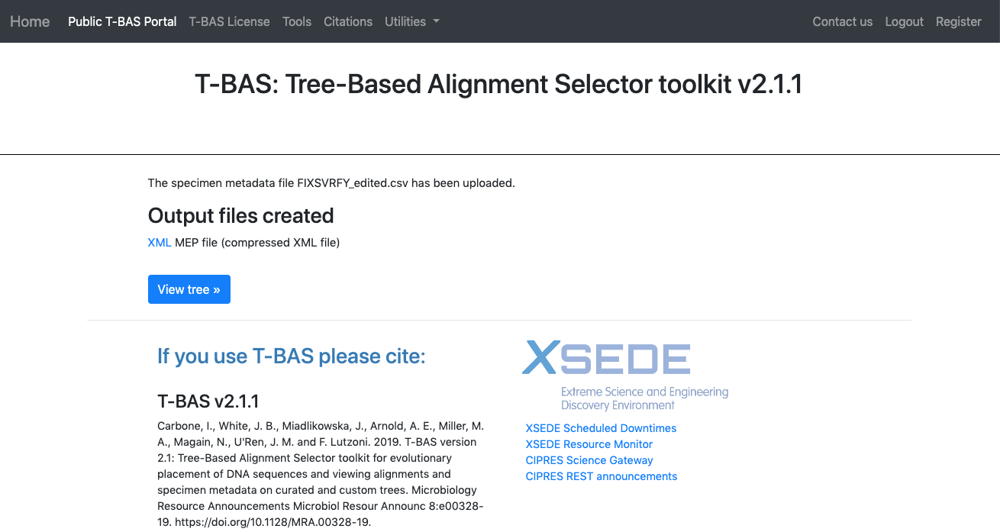 Home Public T-BAS Portal T-BAS License Tools Citations Utilities Contact us Logout Register
T-BAS: Tree-Based Alignment Selector toolkit v2.1.1
The specimen metadata file FIXSVRFY_edited.csv has been uploaded.
Output files created
XML MEP file (compressed XML file)
View tree »
If you use T-BAS please cite:
T-BAS v2.1.1
Carbone, I., White, J. B., Miadlikowska, J., Arnold, A. E., Miller, M.
A., Magain, N., U'Ren, J. M. and F. Lutzoni. 2019. T-BAS version
2.1: Tree-Based Alignment Selector toolkit for evolutionary
placement of DNA sequences and viewing alignments and
specimen metadata on curated and custom trees. Microbiology
Resource Announcements Microbiol Resour Announc 8:e00328-
19. https://doi.org/10.1128/MRA.00328-19.
XSEDE
Extreme Science and Engineering
Discovery Environment
XSEDE Scheduled Downtimes
XSEDE Resource Monitor
CIPRES Science Gateway
CIPRES REST announcements